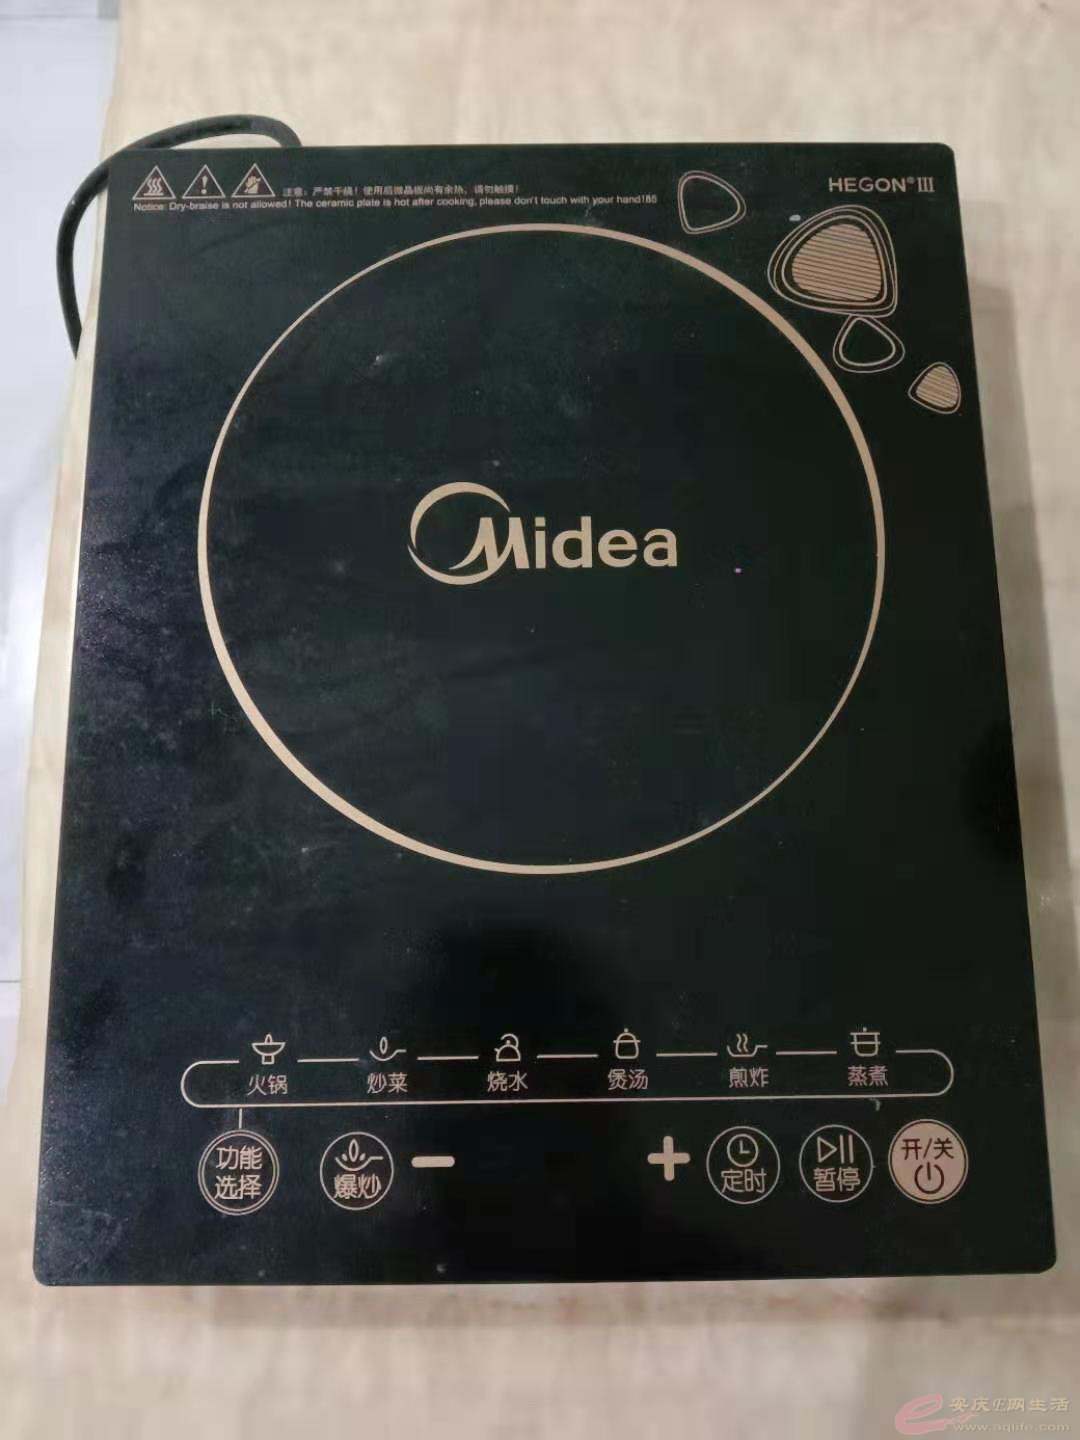 注意：严禁干烧！使用后微晶板尚有余热，请勿触摸！
Notice: Dry-braise is not allowed! The ceramic plate is hot after cooking, please don't touch with your hand!85
HEGON® III
Midea
火锅 炒菜 烧水 煲汤 煎炸 蒸煮
功能选择 爆炒 − + 定时 暂停 开/关
安庆E网生活
www.aqlife.com